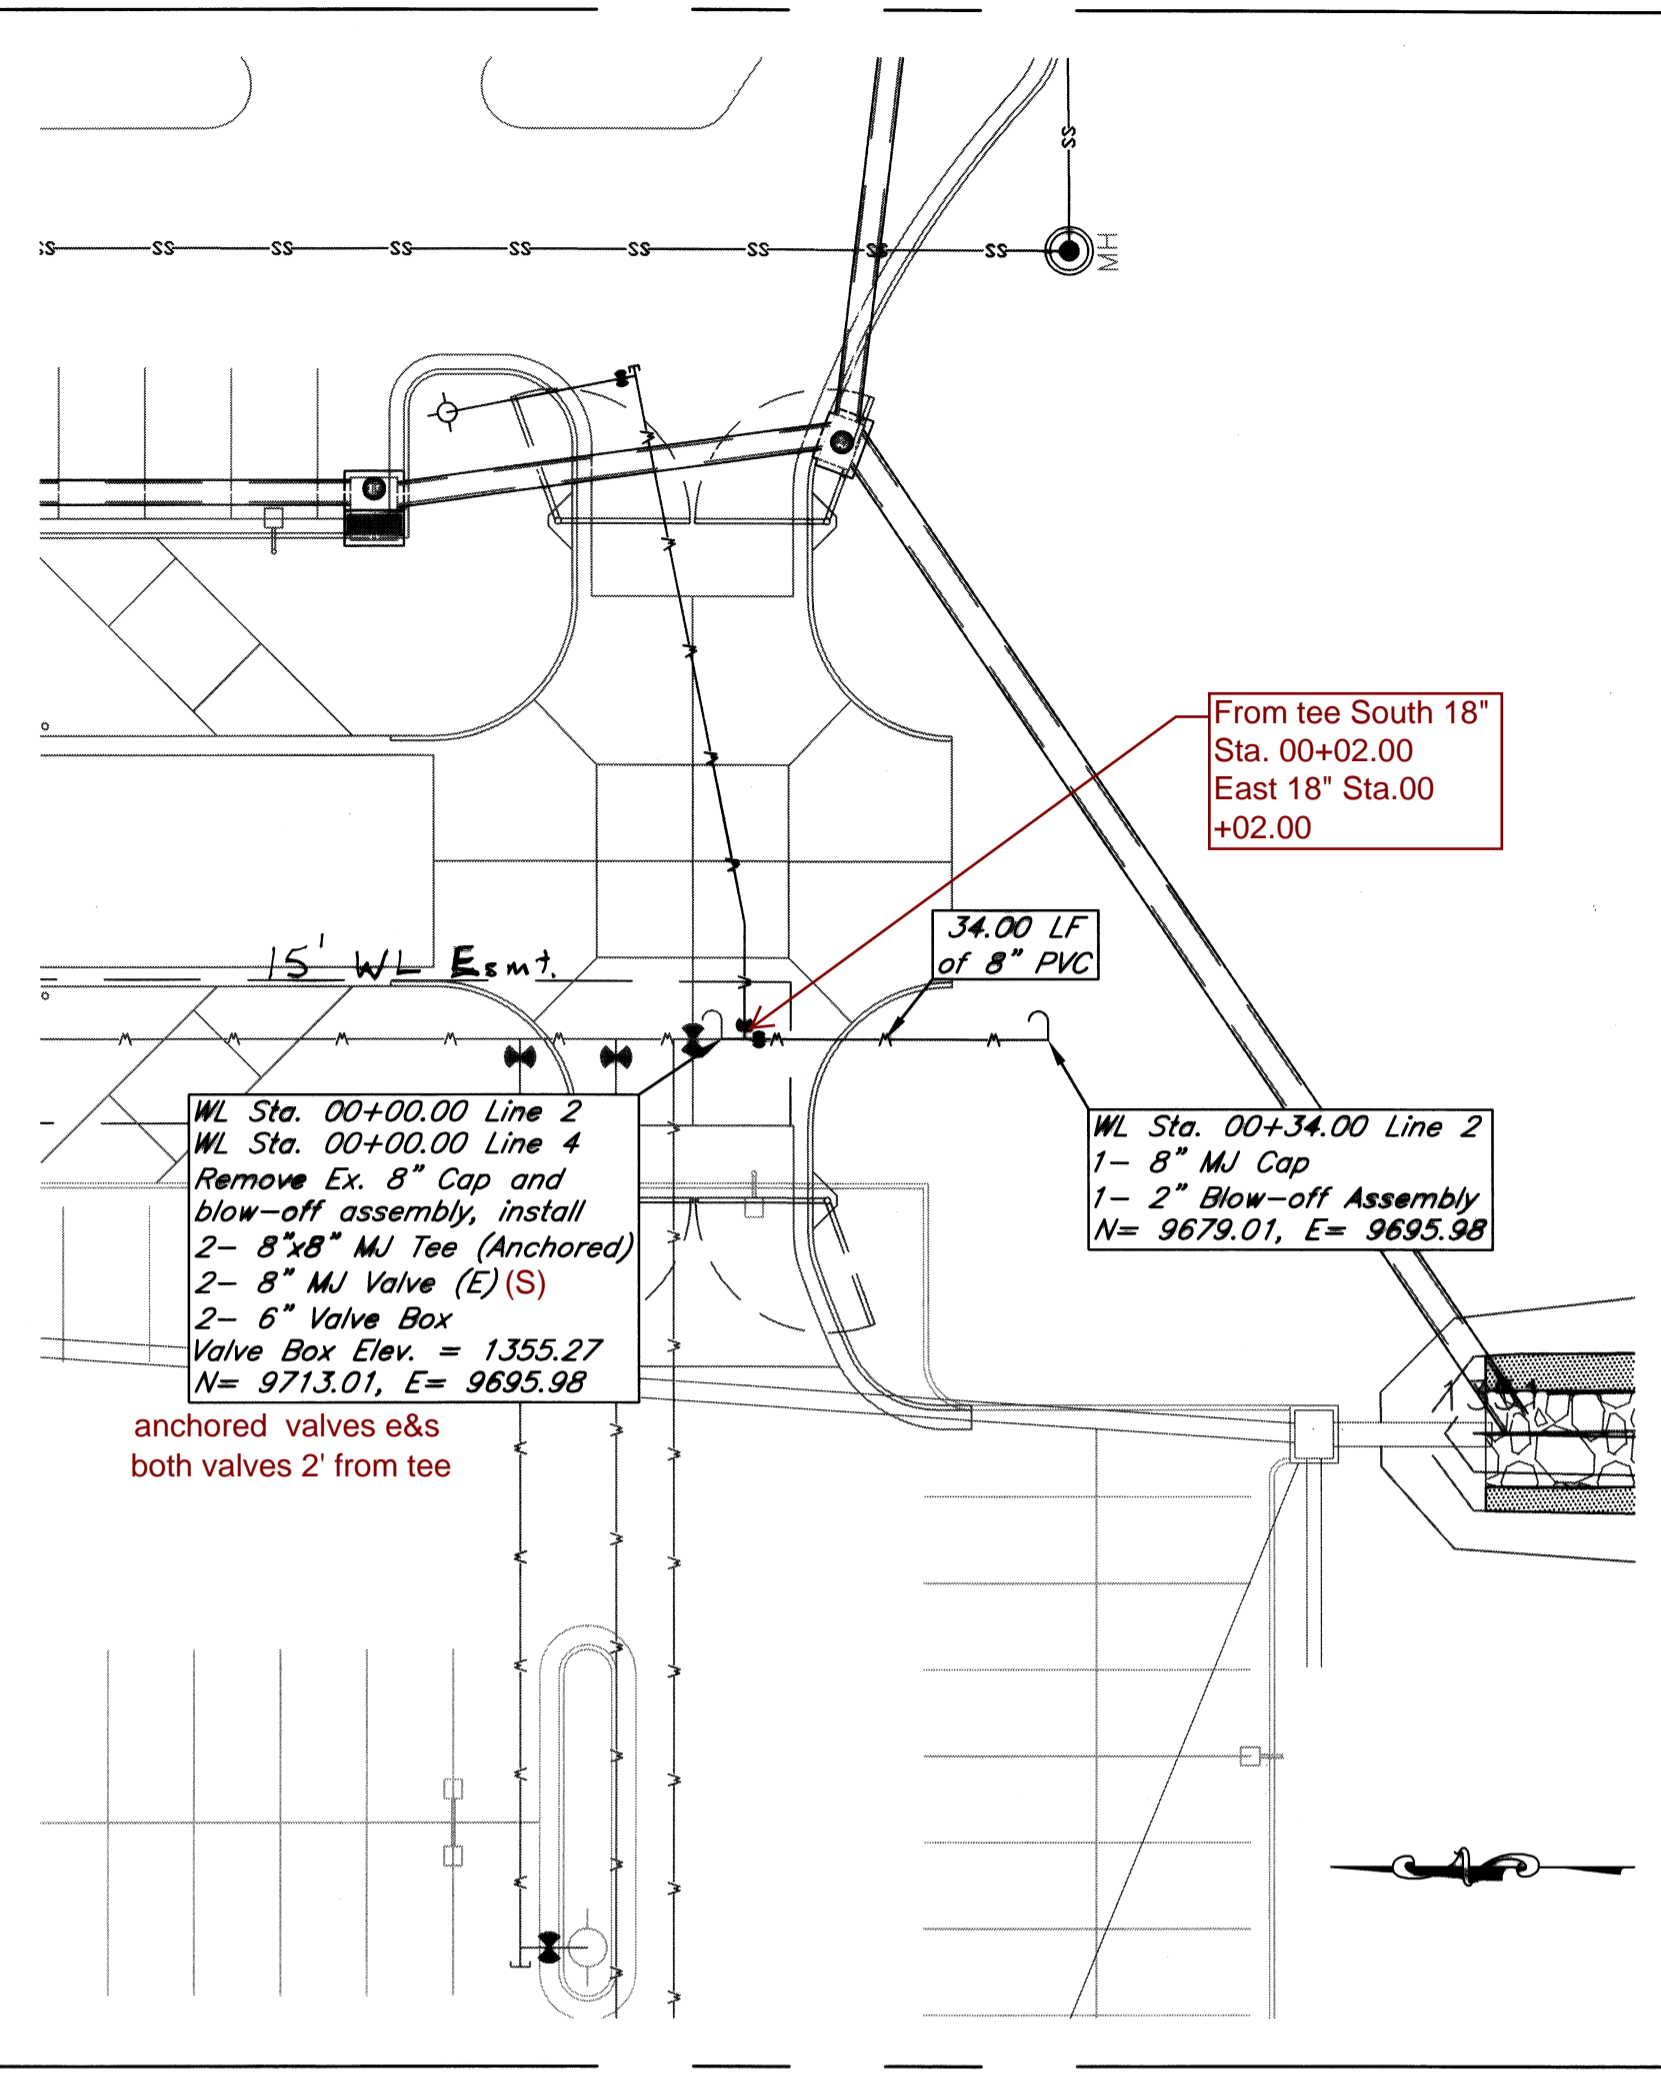 SS
SS SS SS SS SS SS SS SS SS
MH
From tee South 18"
Sta. 00+02.00
East 18" Sta.00
+02.00
34.00 LF
of 8" PVC
15' WL Esmt.
WL Sta. 00+00.00 Line 2
WL Sta. 00+00.00 Line 4
Remove Ex. 8" Cap and
blow-off assembly, install
2- 8"x8" MJ Tee (Anchored)
2- 8" MJ Valve (E) (S)
2- 6" Valve Box
Valve Box Elev. = 1355.27
N= 9713.01, E= 9695.98
anchored valves e&s
both valves 2' from tee
WL Sta. 00+34.00 Line 2
1- 8" MJ Cap
1- 2" Blow-off Assembly
N= 9679.01, E= 9695.98